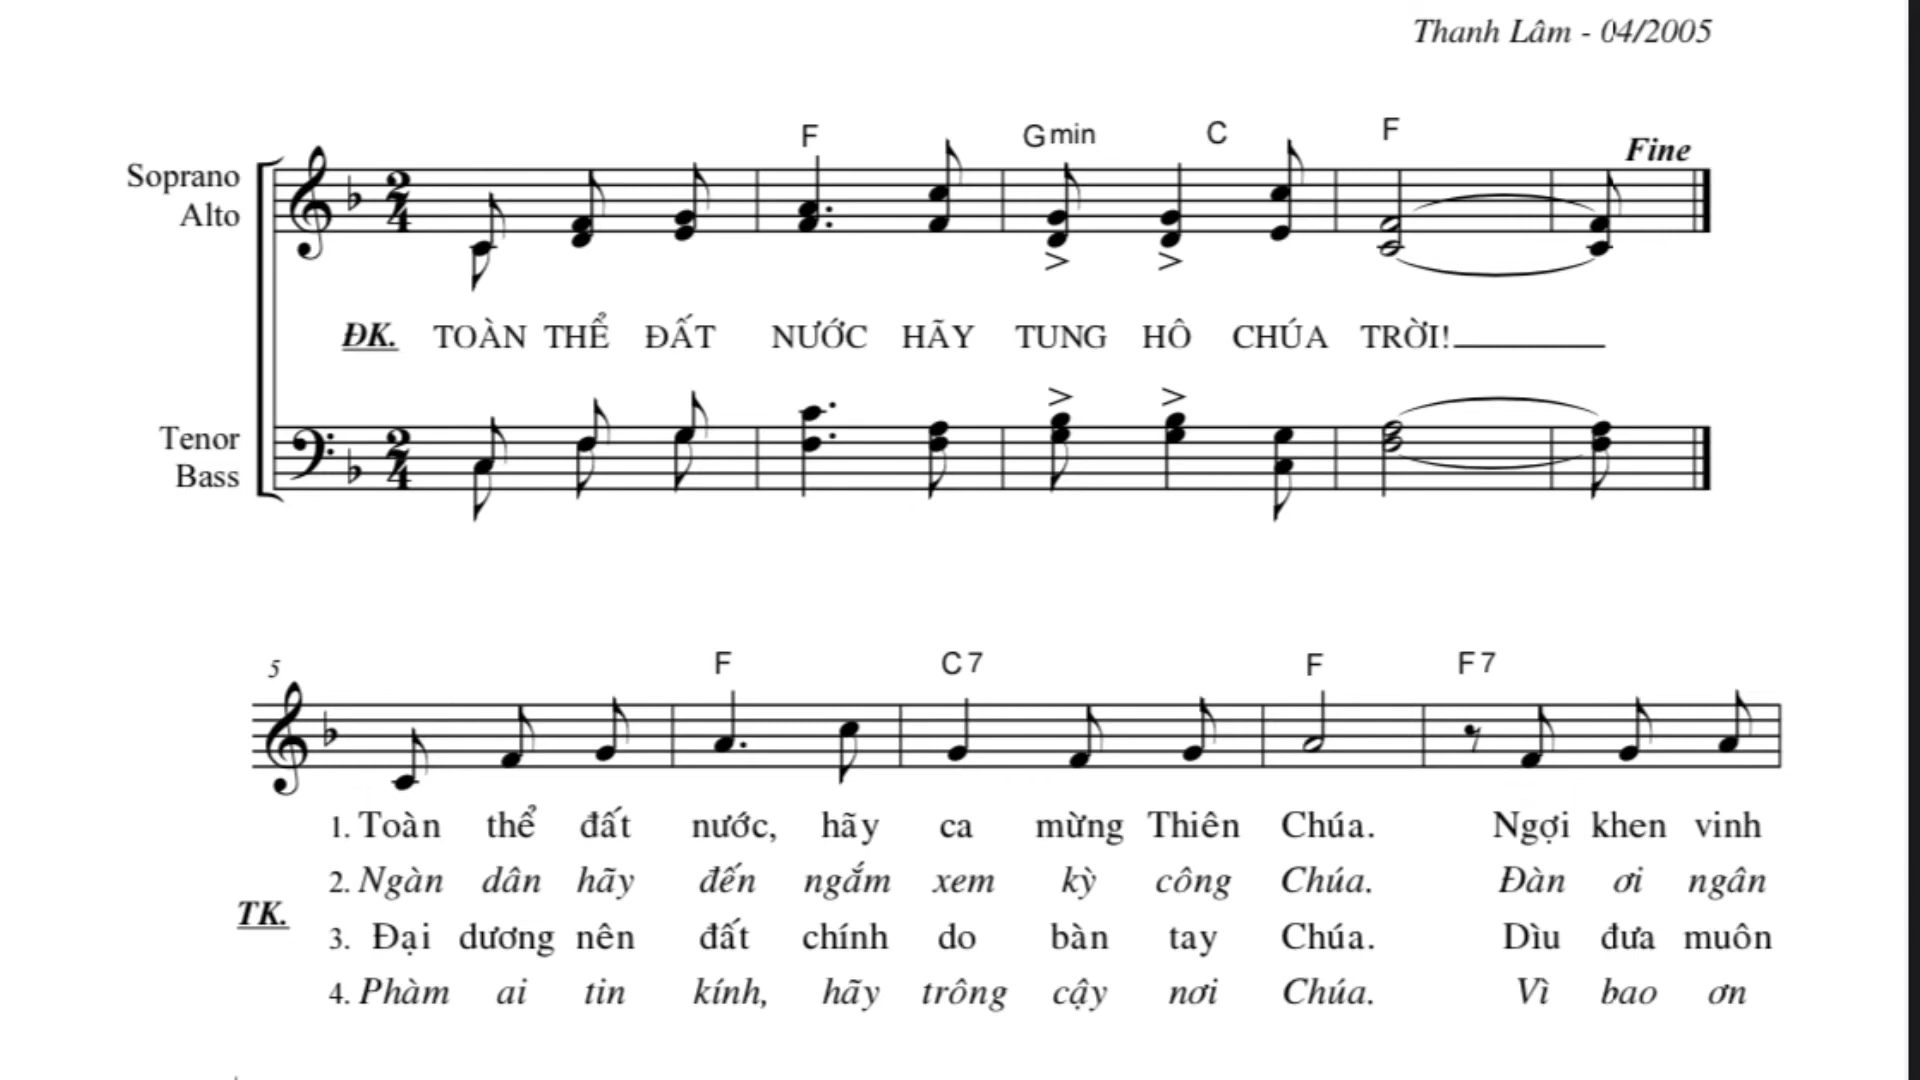 Thanh Lâm - 04/2005
F Gmin C F Fine
Soprano
Alto
2
4
ĐK. TOÀN THỂ ĐẤT NƯỚC HÃY TUNG HÔ CHÚA TRỜI!
Tenor
Bass
2
4
5 F C7 F F7
1. Toàn thể đất nước, hãy ca mừng Thiên Chúa. Ngợi khen vinh
2. Ngàn dân hãy đến ngắm xem kỳ công Chúa. Đàn ơi ngân
TK.
3. Đại dương nên đất chính do bàn tay Chúa. Dìu đưa muôn
4. Phàm ai tin kính, hãy trông cậy nơi Chúa. Vì bao ơn